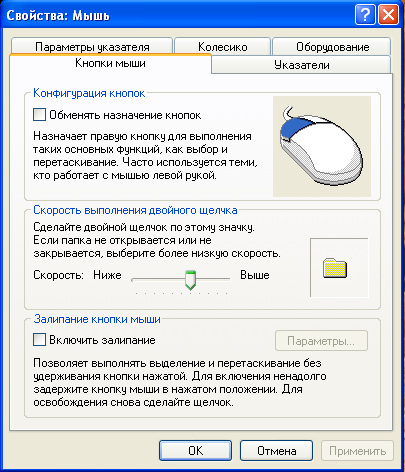 Свойства: Мышь
Параметры указателя
Колесико
Оборудование
Кнопки мыши
Указатели
Конфигурация кнопок
Обменять назначение кнопок
Назначает правую кнопку для выполнения
таких основных функций, как выбор и
перетаскивание. Часто используется теми,
кто работает с мышью левой рукой.
Скорость выполнения двойного щелчка
Сделайте двойной щелчок по этому значку.
Если папка не открывается или не
закрывается, выберите более низкую скорость.
Скорость: Ниже Выше
Залипание кнопки мыши
Включить залипание
Параметры...
Позволяет выполнять выделение и перетаскивание без
удерживания кнопки нажатой. Для включения ненадолго
задержите кнопку мыши в нажатом положении. Для
освобождения снова сделайте щелчок.
OK
Отмена
Применить